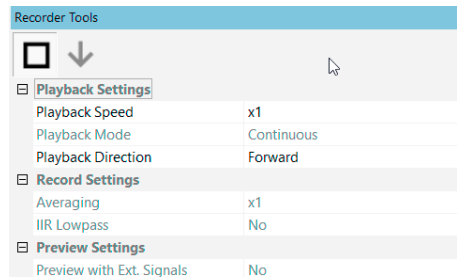 Recorder Tools
Playback Settings
Playback Speed x1
Playback Mode Continuous
Playback Direction Forward
Record Settings
Averaging x1
IIR Lowpass No
Preview Settings
Preview with Ext. Signals No